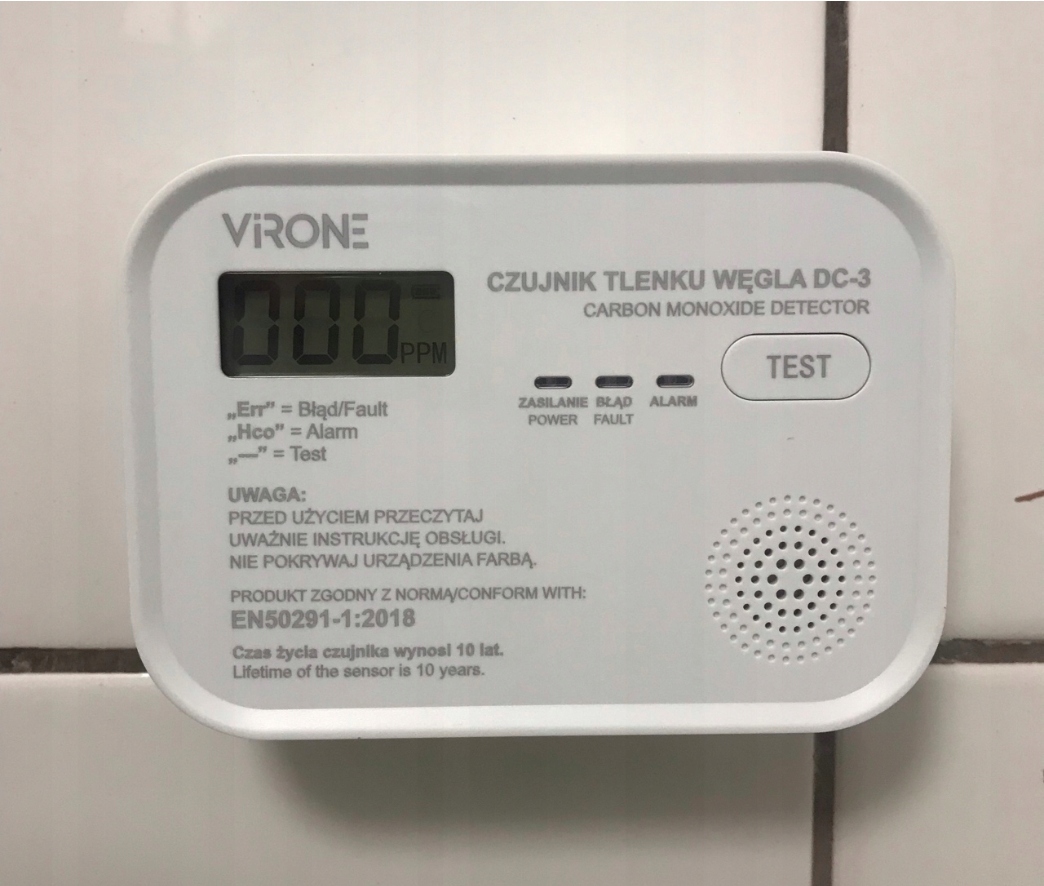 ViRONE
000 PPM
CZUJNIK TLENKU WĘGLA DC-3
CARBON MONOXIDE DETECTOR
TEST
ZASILANIE BŁĄD ALARM
POWER FAULT
„Err” = Błąd/Fault
„Hco” = Alarm
„—” = Test
UWAGA:
PRZED UŻYCIEM PRZECZYTAJ
UWAŻNIE INSTRUKCJĘ OBSŁUGI.
NIE POKRYWAJ URZĄDZENIA FARBĄ.
PRODUKT ZGODNY Z NORMĄ/CONFORM WITH:
EN50291-1:2018
Czas życia czujnika wynosi 10 lat.
Lifetime of the sensor is 10 years.